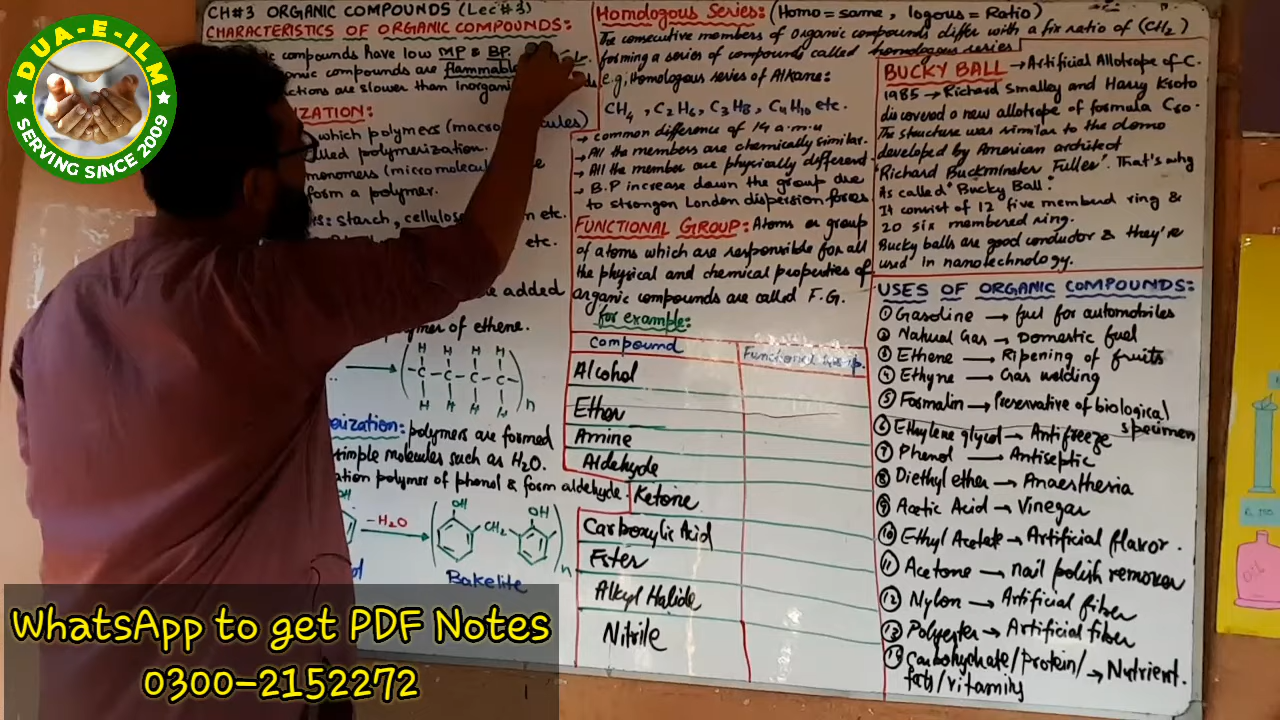 DUA-E-ILM
SERVING SINCE 2009
CH#3 ORGANIC COMPOUNDS (Lec#3)
CHARACTERISTICS OF ORGANIC COMPOUNDS:
compounds have low MP & BP.
compounds are flammable
are slower than inorganic
which polymers (macro
polymerization.
(micromolecule
form a polymer.
starch, cellulose etc.
etc.
added
of ethene.
H H H H
-C-C-C-C-
H H H H n
polymers are formed
simple molecules such as H2O.
polymer of phenol & form aldehyde.
OH OH
-H2O CH2 n
Bakelite
Homologous Series: (Homo = same, logous = Ratio)
The consecutive members of organic compounds differ with a fix ratio of (CH2)
forming a series of compounds called homologous series
e.g; Homologous series of Alkane:
CH4, C2H6, C3H8, C4H10 etc.
→ common difference of 14 a.m.u
→ All the members are chemically similar.
→ All the member are physically different
→ B.P increase down the group due
to stronger London dispersion forces
FUNCTIONAL GROUP: Atoms or group
of atoms which are responsible for all
the physical and chemical properties of
organic compounds are called F.G.
for example:
Compound Functional
Alcohol
Ether
Amine
Aldehyde
Ketone
Carboxylic Acid
Ester
Alkyl Halide
Nitrile
BUCKY BALL → Artificial Allotrope of C.
1985 → Richard Smalley and Harry Kroto
discovered a new allotrope of formula C60.
The structure was similar to the domo
developed by American architect
"Richard Buckminster Fuller". That's why
As called "Bucky Ball".
It consist of 12 five membered ring &
20 six membered ring.
Bucky balls are good conductor & they're
used in nanotechnology.
USES OF ORGANIC COMPOUNDS:
① Gasoline → fuel for automobiles
② Natural Gas → Domestic fuel
③ Ethene → Ripening of fruits
④ Ethyne → Gas welding
⑤ Formalin → Preservative of biological
specimen
⑥ Ethylene glycol → Antifreeze
⑦ Phenol → Antiseptic
⑧ Diethyl ether → Anaesthesia
⑨ Acetic Acid → Vinegar
⑩ Ethyl Acetate → Artificial flavor.
⑪ Acetone → nail polish remover
⑫ Nylon → Artificial fiber
⑬ Polyester → Artificial fiber
⑭ Carbohydrate/Protein/ → Nutrient.
fats/vitamins
WhatsApp to get PDF Notes
0300-2152272